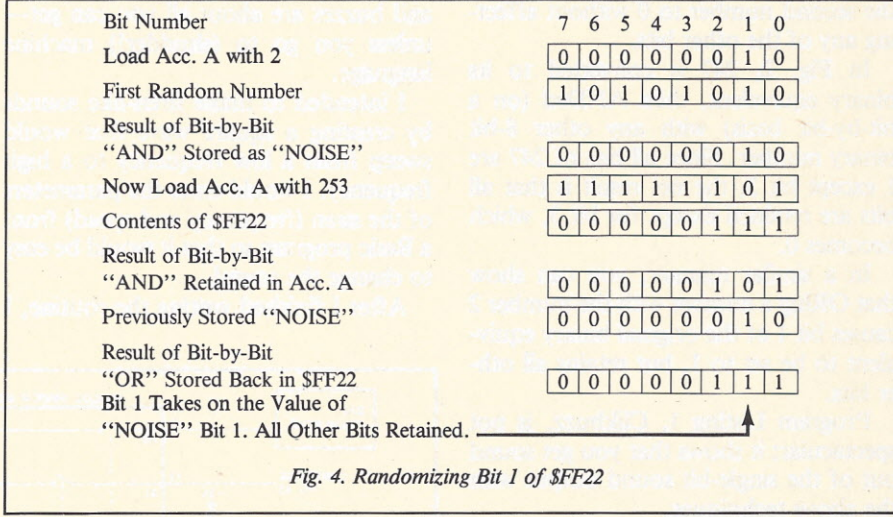 Bit Number 7 6 5 4 3 2 1 0
Load Acc. A with 2 0 0 0 0 0 0 1 0
First Random Number 1 0 1 0 1 0 1 0
Result of Bit-by-Bit
“AND” Stored as “NOISE” 0 0 0 0 0 0 1 0
Now Load Acc. A with 253 1 1 1 1 1 1 0 1
Contents of $FF22 0 0 0 0 0 1 1 1
Result of Bit-by-Bit
“AND” Retained in Acc. A 0 0 0 0 0 1 0 1
Previously Stored “NOISE” 0 0 0 0 0 0 1 0
Result of Bit-by-Bit
“OR” Stored Back in $FF22 0 0 0 0 0 1 1 1
Bit 1 Takes on the Value of
“NOISE” Bit 1. All Other Bits Retained.
Fig. 4. Randomizing Bit 1 of $FF22